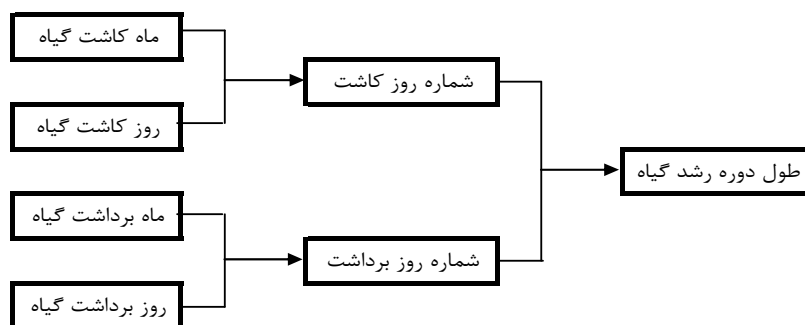 ماه کاشت گیاه
روز کاشت گیاه
شماره روز کاشت
ماه برداشت گیاه
روز برداشت گیاه
شماره روز برداشت
طول دوره رشد گیاه